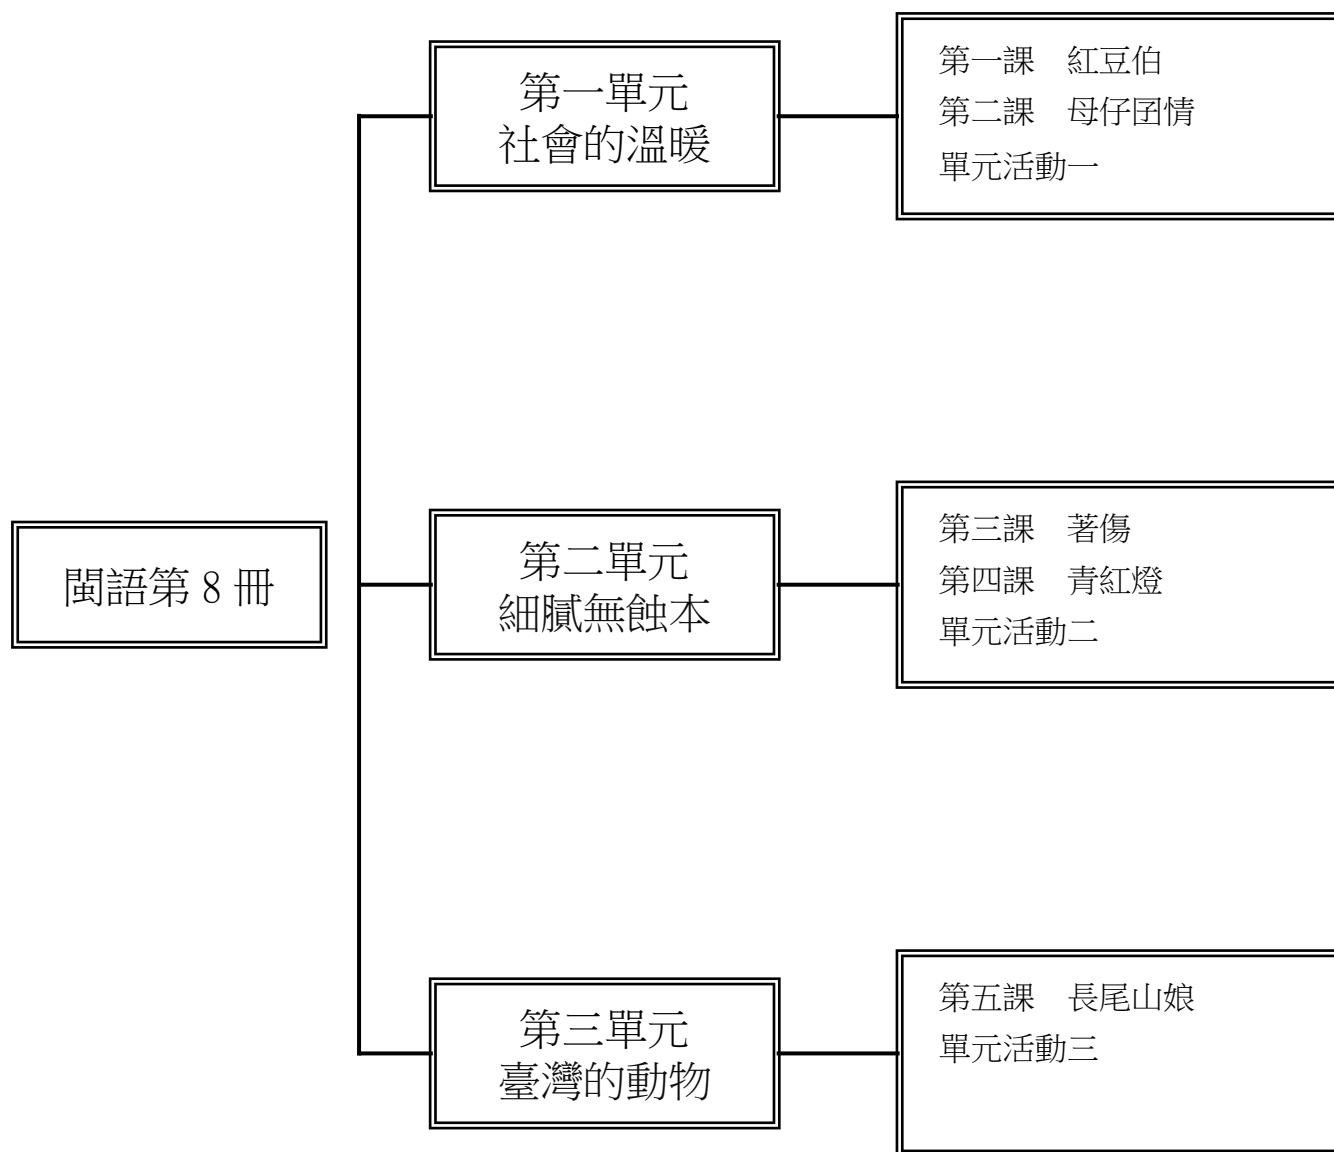 閩語第 8 冊
第一單元
社會的溫暖
第一課　紅豆伯
第二課　母仔囝情
單元活動一
第二單元
細膩無蝕本
第三課　著傷
第四課　青紅燈
單元活動二
第三單元
臺灣的動物
第五課　長尾山娘
單元活動三